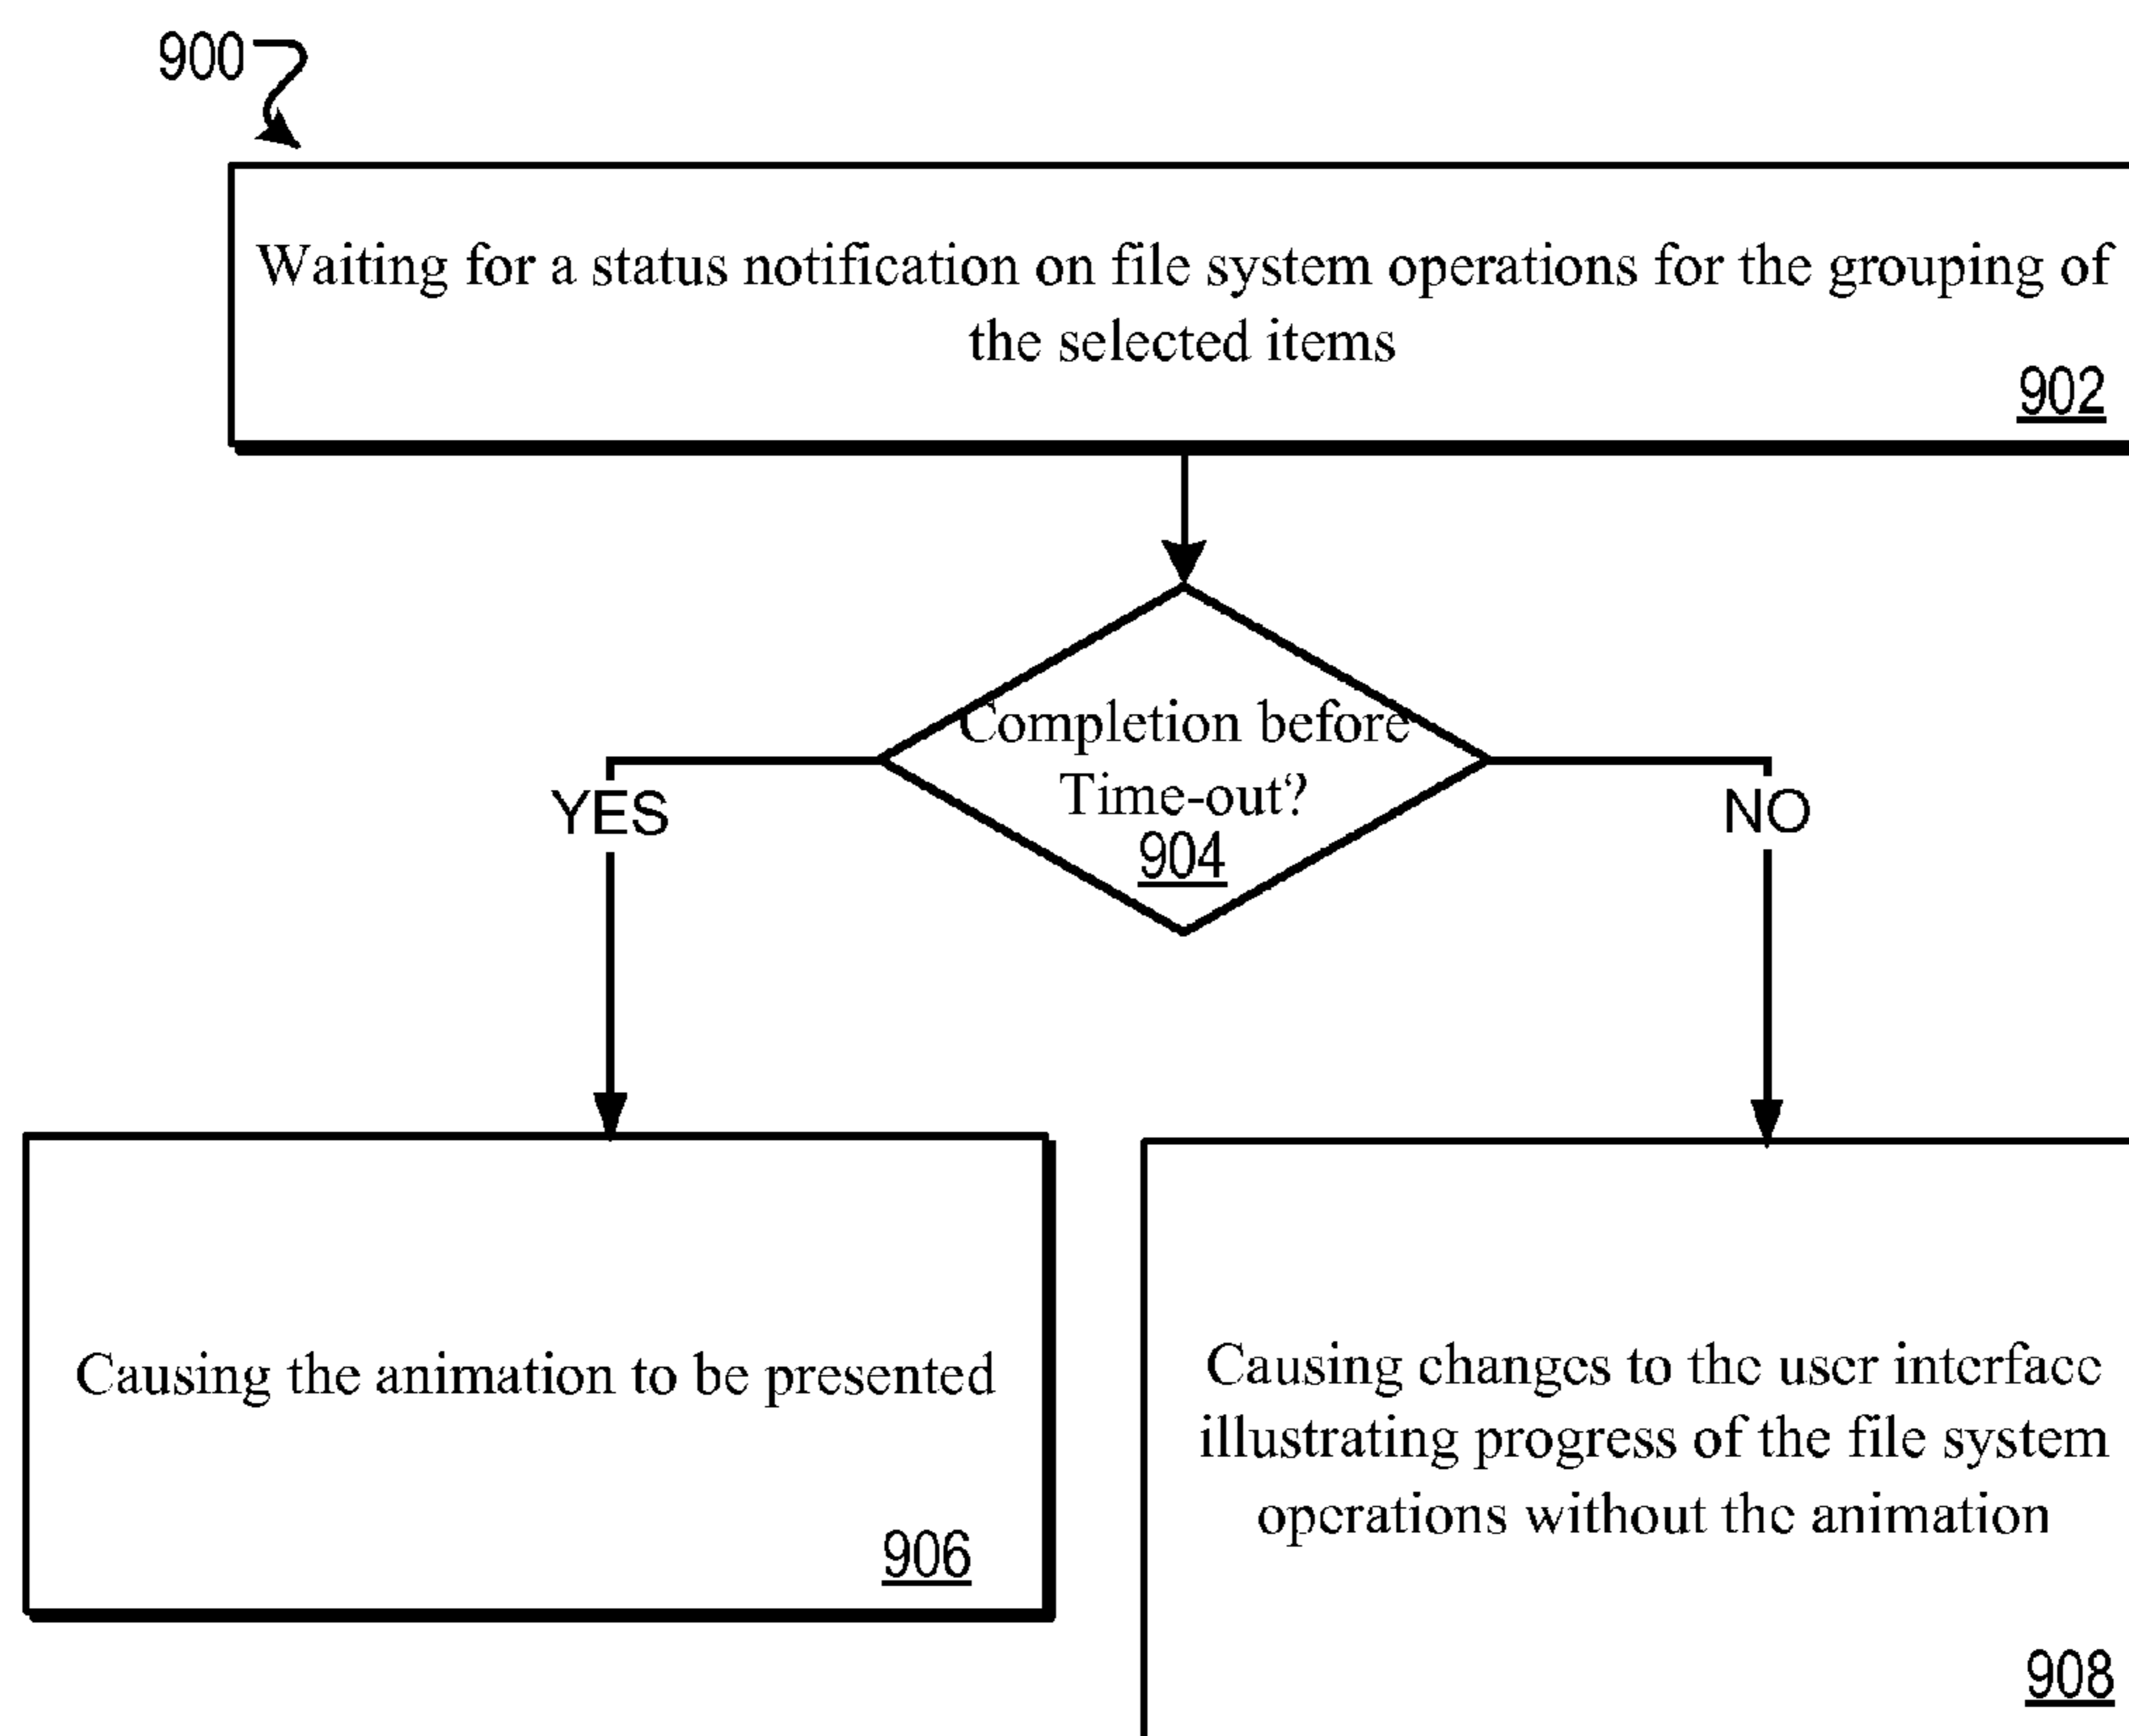 900
Waiting for a status notification on file system operations for the grouping of
the selected items
902
Completion before
Time-out?
904
YES
NO
Causing the animation to be presented
906
Causing changes to the user interface
illustrating progress of the file system
operations without the animation
908